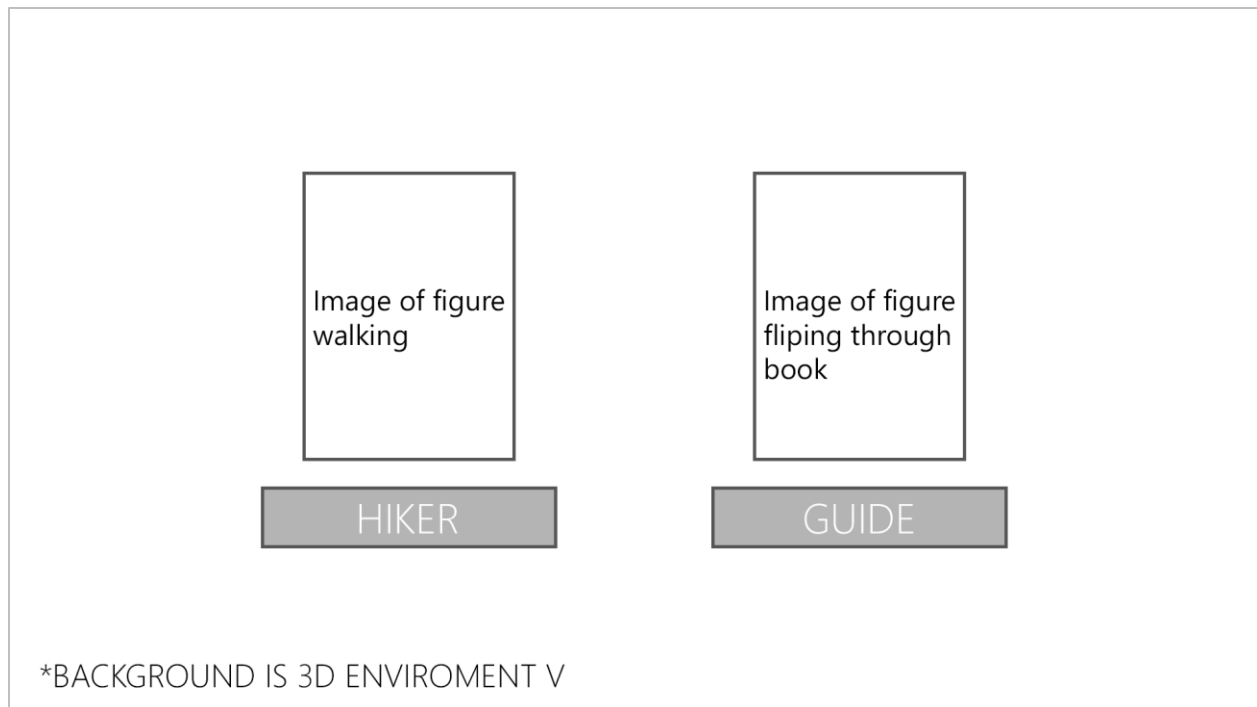 Image of figure
walking
Image of figure
fliping through
book
HIKER
GUIDE
*BACKGROUND IS 3D ENVIROMENT V